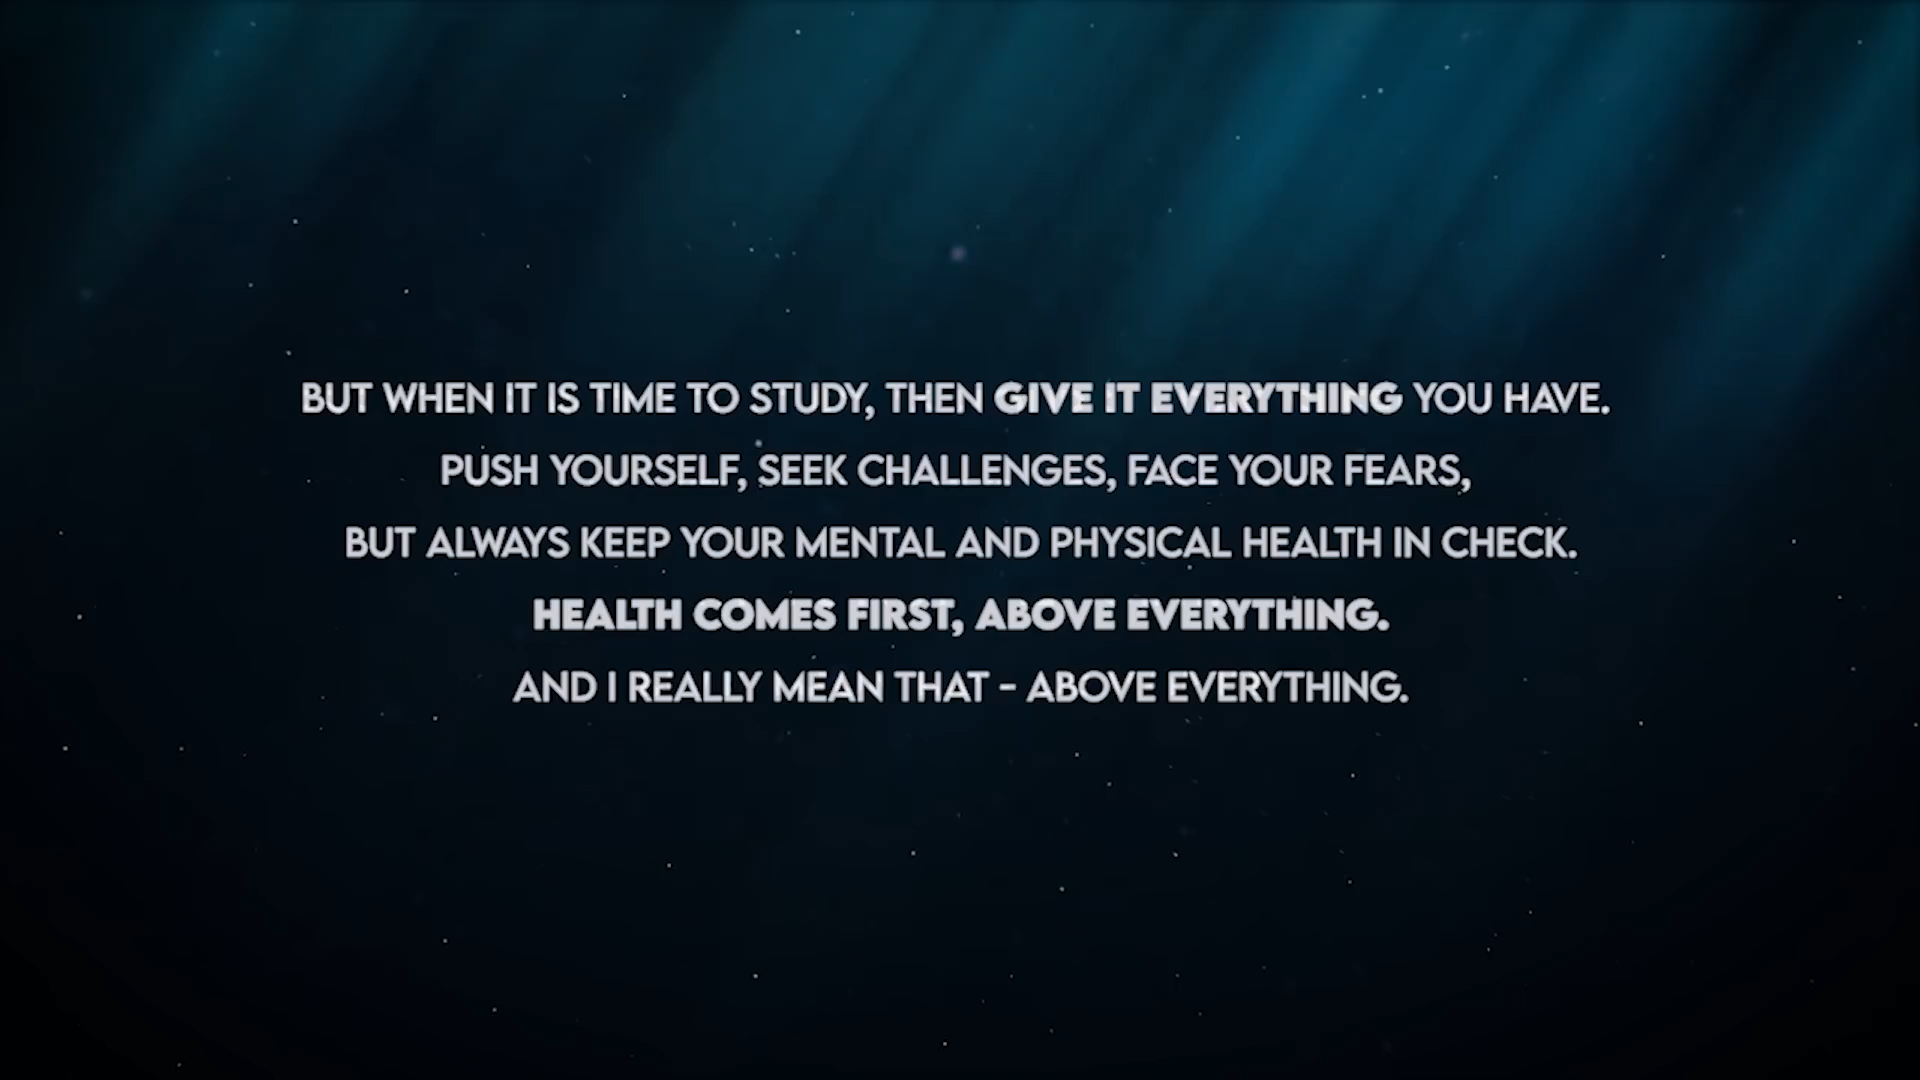 BUT WHEN IT IS TIME TO STUDY, THEN GIVE IT EVERYTHING YOU HAVE.
PUSH YOURSELF, SEEK CHALLENGES, FACE YOUR FEARS,
BUT ALWAYS KEEP YOUR MENTAL AND PHYSICAL HEALTH IN CHECK.
HEALTH COMES FIRST, ABOVE EVERYTHING.
AND I REALLY MEAN THAT - ABOVE EVERYTHING.